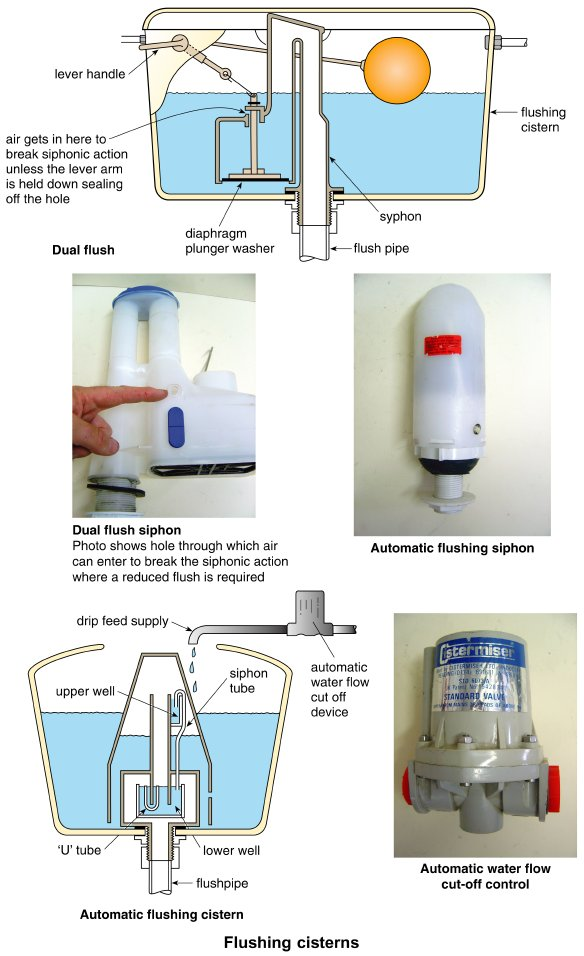 lever handle
air gets in here to
break siphonic action
unless the lever arm
is held down sealing
off the hole
flushing
cistern
Dual flush
diaphragm
plunger washer
syphon
flush pipe
Dual flush siphon
Photo shows hole through which air
can enter to break the siphonic action
where a reduced flush is required
Automatic flushing siphon
drip feed supply
siphon
tube
upper well
automatic
water flow
cut off
device
'U' tube
lower well
flushpipe
Automatic flushing cistern
Cistermiser
STANDARD VALVE
Automatic water flow
cut-off control
Flushing cisterns